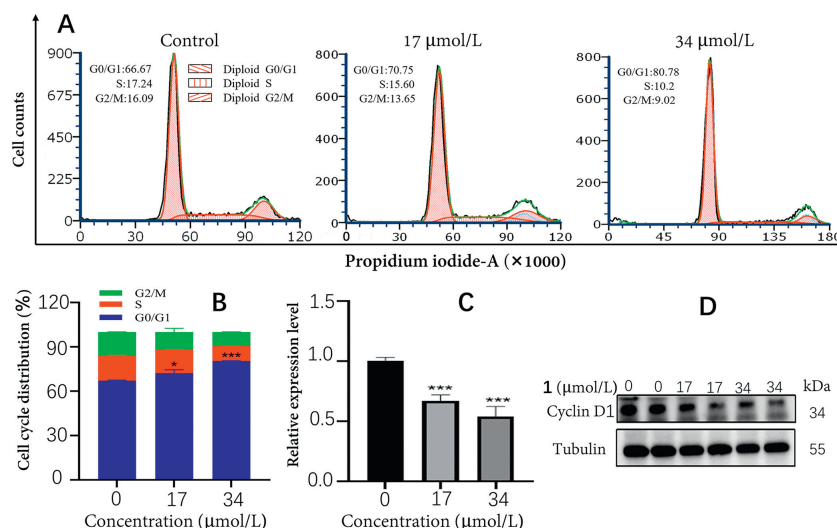 A
Control
17 μmol/L
34 μmol/L
Cell counts
900
675
450
225
0
G0/G1:66.67
S:17.24
G2/M:16.09
Diploid G0/G1
Diploid S
Diploid G2/M
0 30 60 90 120
800
600
400
200
0
G0/G1:70.75
S:15.60
G2/M:13.65
0 30 60 90 120
800
600
400
200
0
G0/G1:80.78
S:10.2
G2/M:9.02
0 45 90 135 180
Propidium iodide-A (×1000)
B
G2/M
S
G0/G1
Cell cycle distribution (%)
120
90
60
30
0
*
***
0 17 34
Concentration (μmol/L)
C
Relative expression level
1.5
1.0
0.5
0.0
***
***
0 17 34
Concentration (μmol/L)
D
1 (μmol/L) 0 0 17 17 34 34 kDa
Cyclin D1 34
Tubulin 55